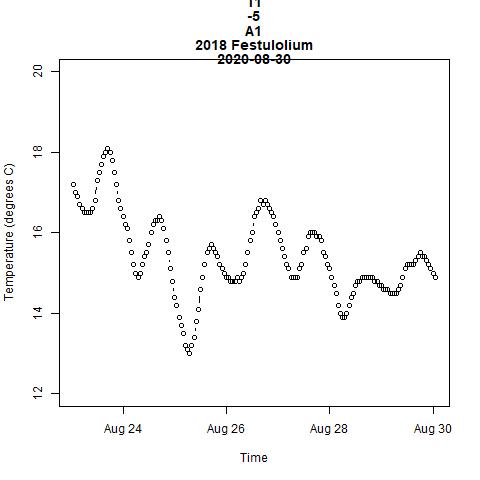 T1
-5
A1
2018 Festulolium
2020-08-30
20
18
16
14
12
Temperature (degrees C)
Aug 24 Aug 26 Aug 28 Aug 30
Time